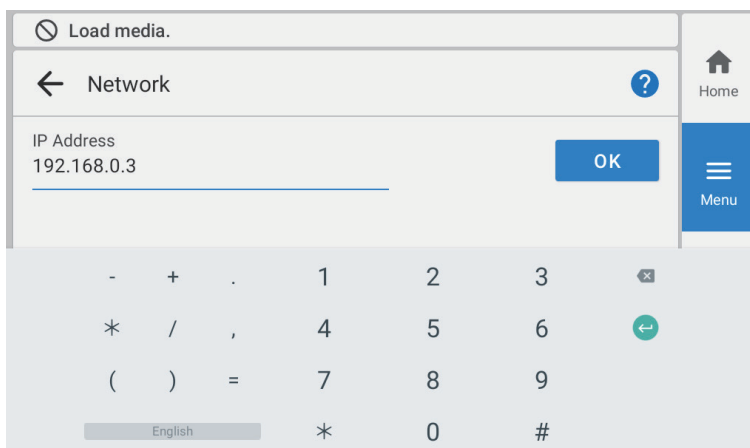 Load media.
Network
?
Home
IP Address
192.168.0.3
OK
Menu
- + . 1 2 3
* / , 4 5 6
( ) = 7 8 9
English * 0 #